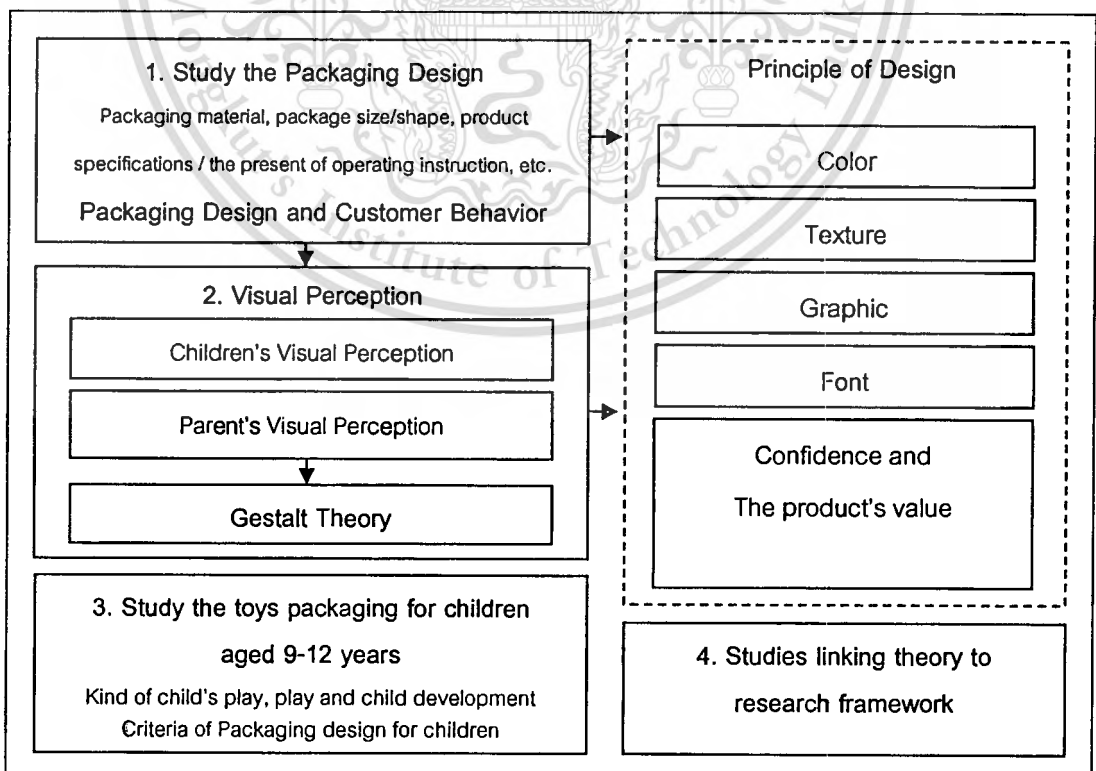 1. Study the Packaging Design
Packaging material, package size/shape, product
specifications / the present of operating instruction, etc.
Packaging Design and Customer Behavior
2. Visual Perception
Children's Visual Perception
Parent's Visual Perception
Gestalt Theory
3. Study the toys packaging for children
aged 9-12 years
Kind of child's play, play and child development
Criteria of Packaging design for children
Principle of Design
Color
Texture
Graphic
Font
Confidence and
The product's value
4. Studies linking theory to
research framework
's Institute of Technology